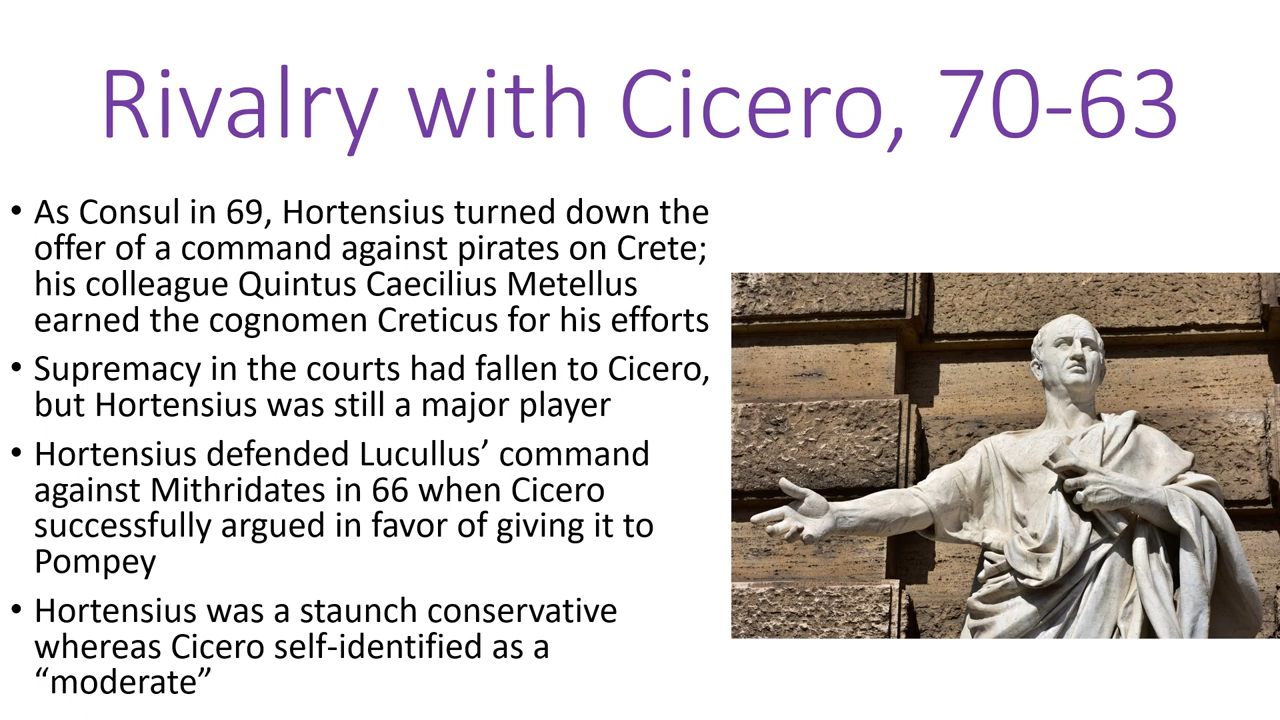 Rivalry with Cicero, 70-63
• As Consul in 69, Hortensius turned down the
offer of a command against pirates on Crete;
his colleague Quintus Caecilius Metellus
earned the cognomen Creticus for his efforts
• Supremacy in the courts had fallen to Cicero,
but Hortensius was still a major player
• Hortensius defended Lucullus’ command
against Mithridates in 66 when Cicero
successfully argued in favor of giving it to
Pompey
• Hortensius was a staunch conservative
whereas Cicero self-identified as a
“moderate”